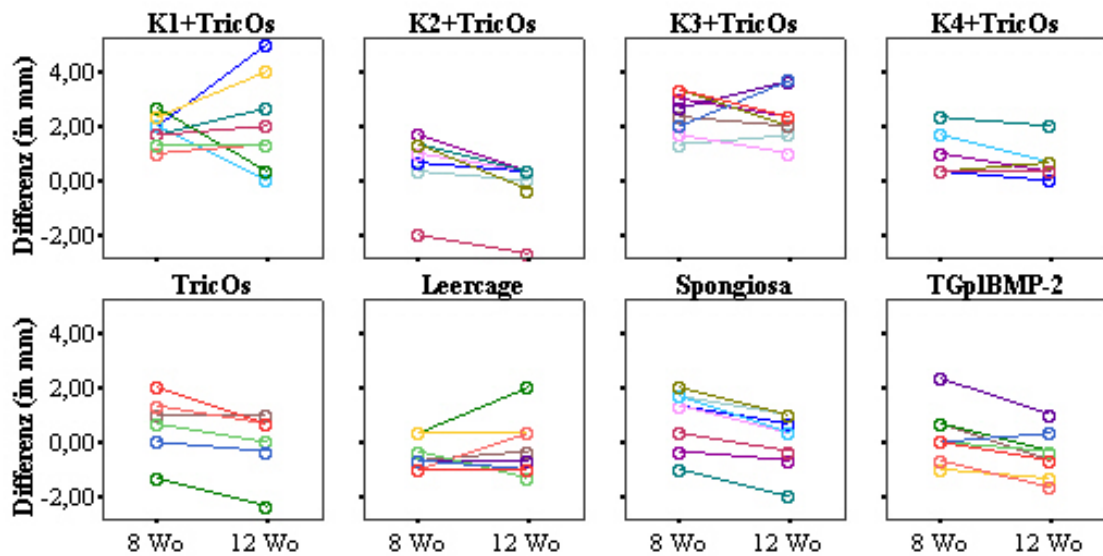 K1+TricOs K2+TricOs K3+TricOs K4+TricOs
Differenz (in mm)
4,00
2,00
0,00
-2,00
TricOs Leercage Spongiosa TGplBMP-2
Differenz (in mm)
4,00
2,00
0,00
-2,00
8 Wo 12 Wo 8 Wo 12 Wo 8 Wo 12 Wo 8 Wo 12 Wo